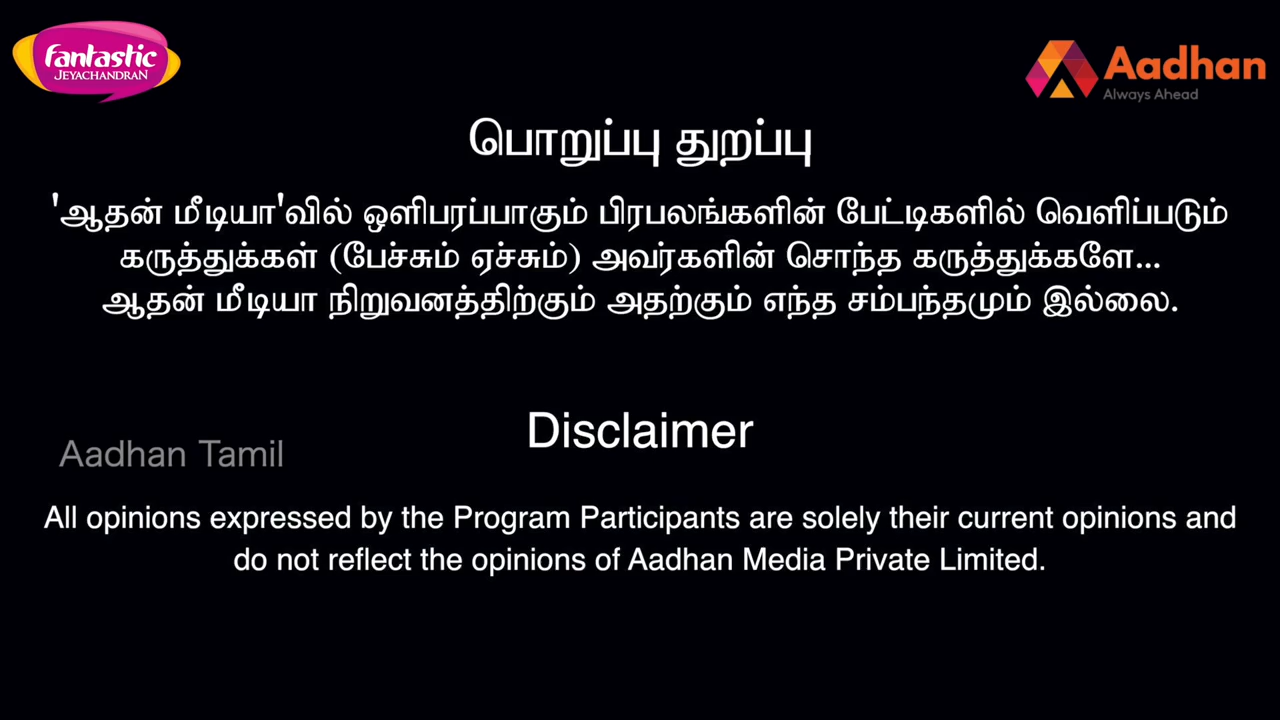 fantastic
JEYACHANDRAN
Aadhan
Always Ahead
பொறுப்பு துறப்பு
'ஆதன் மீடியா'வில் ஒளிபரப்பாகும் பிரபலங்களின் பேட்டிகளில் வெளிப்படும்
கருத்துக்கள் (பேச்சும் ஏச்சும்) அவர்களின் சொந்த கருத்துக்களே...
ஆதன் மீடியா நிறுவனத்திற்கும் அதற்கும் எந்த சம்பந்தமும் இல்லை.
Disclaimer
Aadhan Tamil
All opinions expressed by the Program Participants are solely their current opinions and
do not reflect the opinions of Aadhan Media Private Limited.